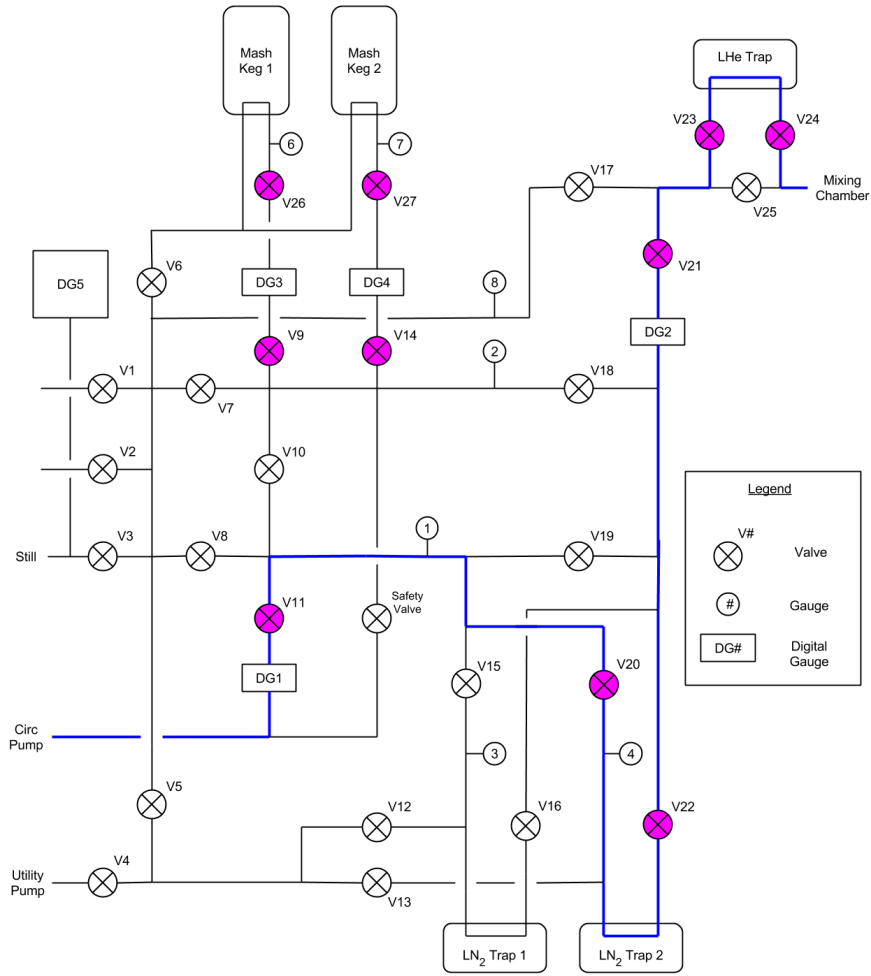 Mash
Keg 1
Mash
Keg 2
LHe Trap
V23
V24
6
7
V17
Mixing
Chamber
V26
V27
V25
V6
V21
DG5
DG3
DG4
8
DG2
V9
V14
2
V1
V18
V7
V2
V10
Legend
V#
Valve
1
V3
V8
V19
Still
Safety
Valve
V11
#
Gauge
DG#
Digital
Gauge
DG1
V15
V20
Circ
Pump
3
4
V5
V12
V16
V22
V4
Utility
Pump
V13
LN2 Trap 1
LN2 Trap 2